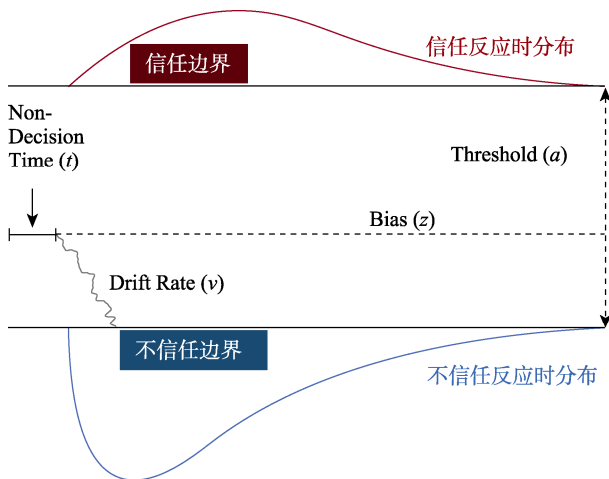 信任反应时分布
信任边界
Non-
Decision
Time (t)
Threshold (a)
Bias (z)
Drift Rate (v)
不信任边界
不信任反应时分布